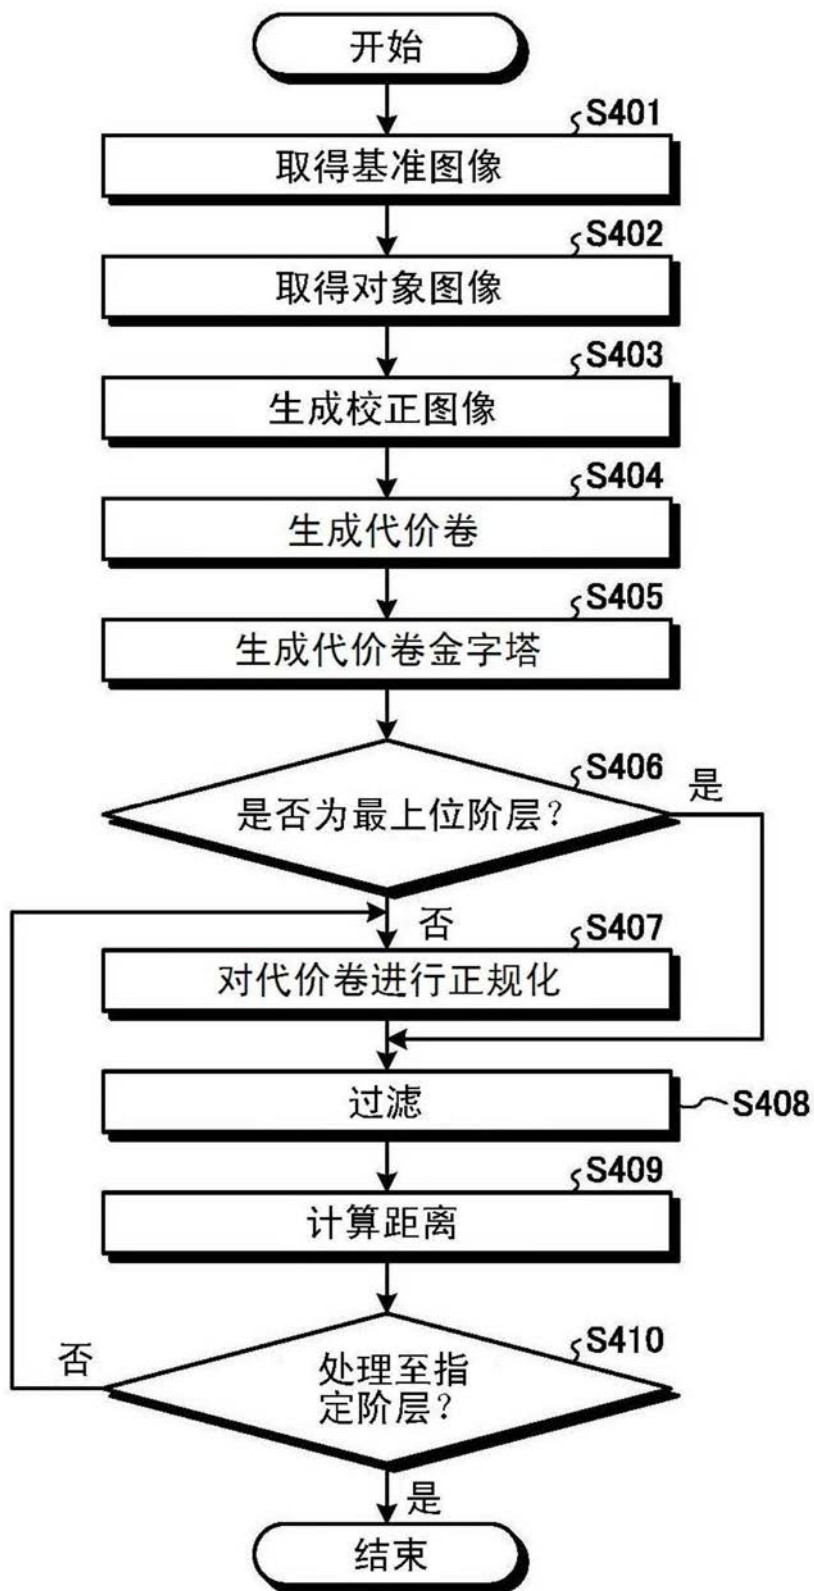 开始
S401
取得基准图像
S402
取得对象图像
S403
生成校正图像
S404
生成代价卷
S405
生成代价卷金字塔
S406
是
是否为最上位阶层?
否
S407
对代价卷进行正规化
过滤
S408
S409
计算距离
S410
否
处理至指
定阶层?
是
结束